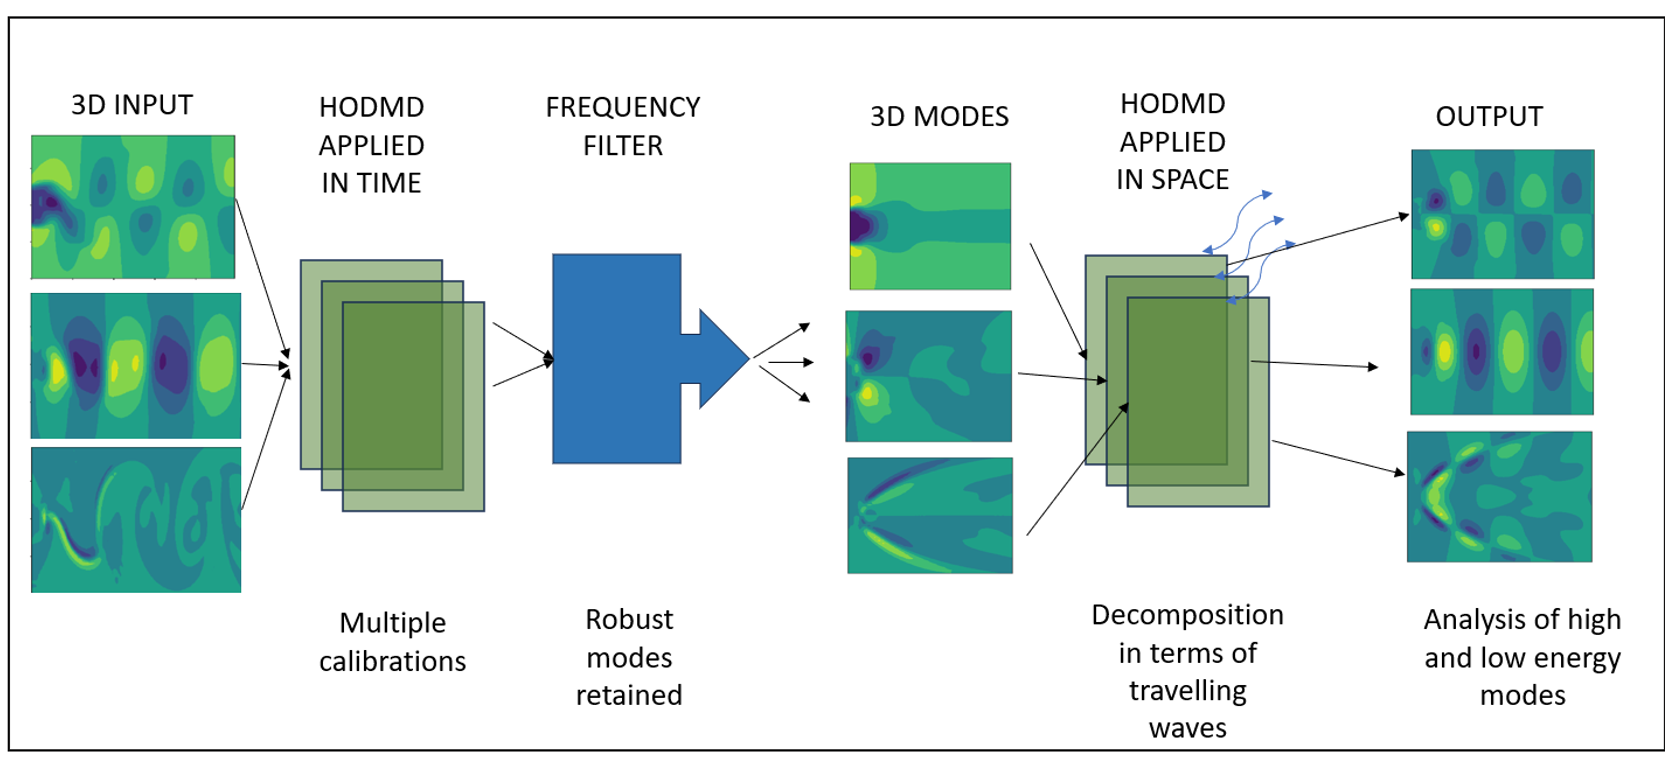 3D INPUT
HODMD
APPLIED
IN TIME
FREQUENCY
FILTER
3D MODES
HODMD
APPLIED
IN SPACE
OUTPUT
Multiple
calibrations
Robust
modes
retained
Decomposition
in terms of
travelling
waves
Analysis of high
and low energy
modes